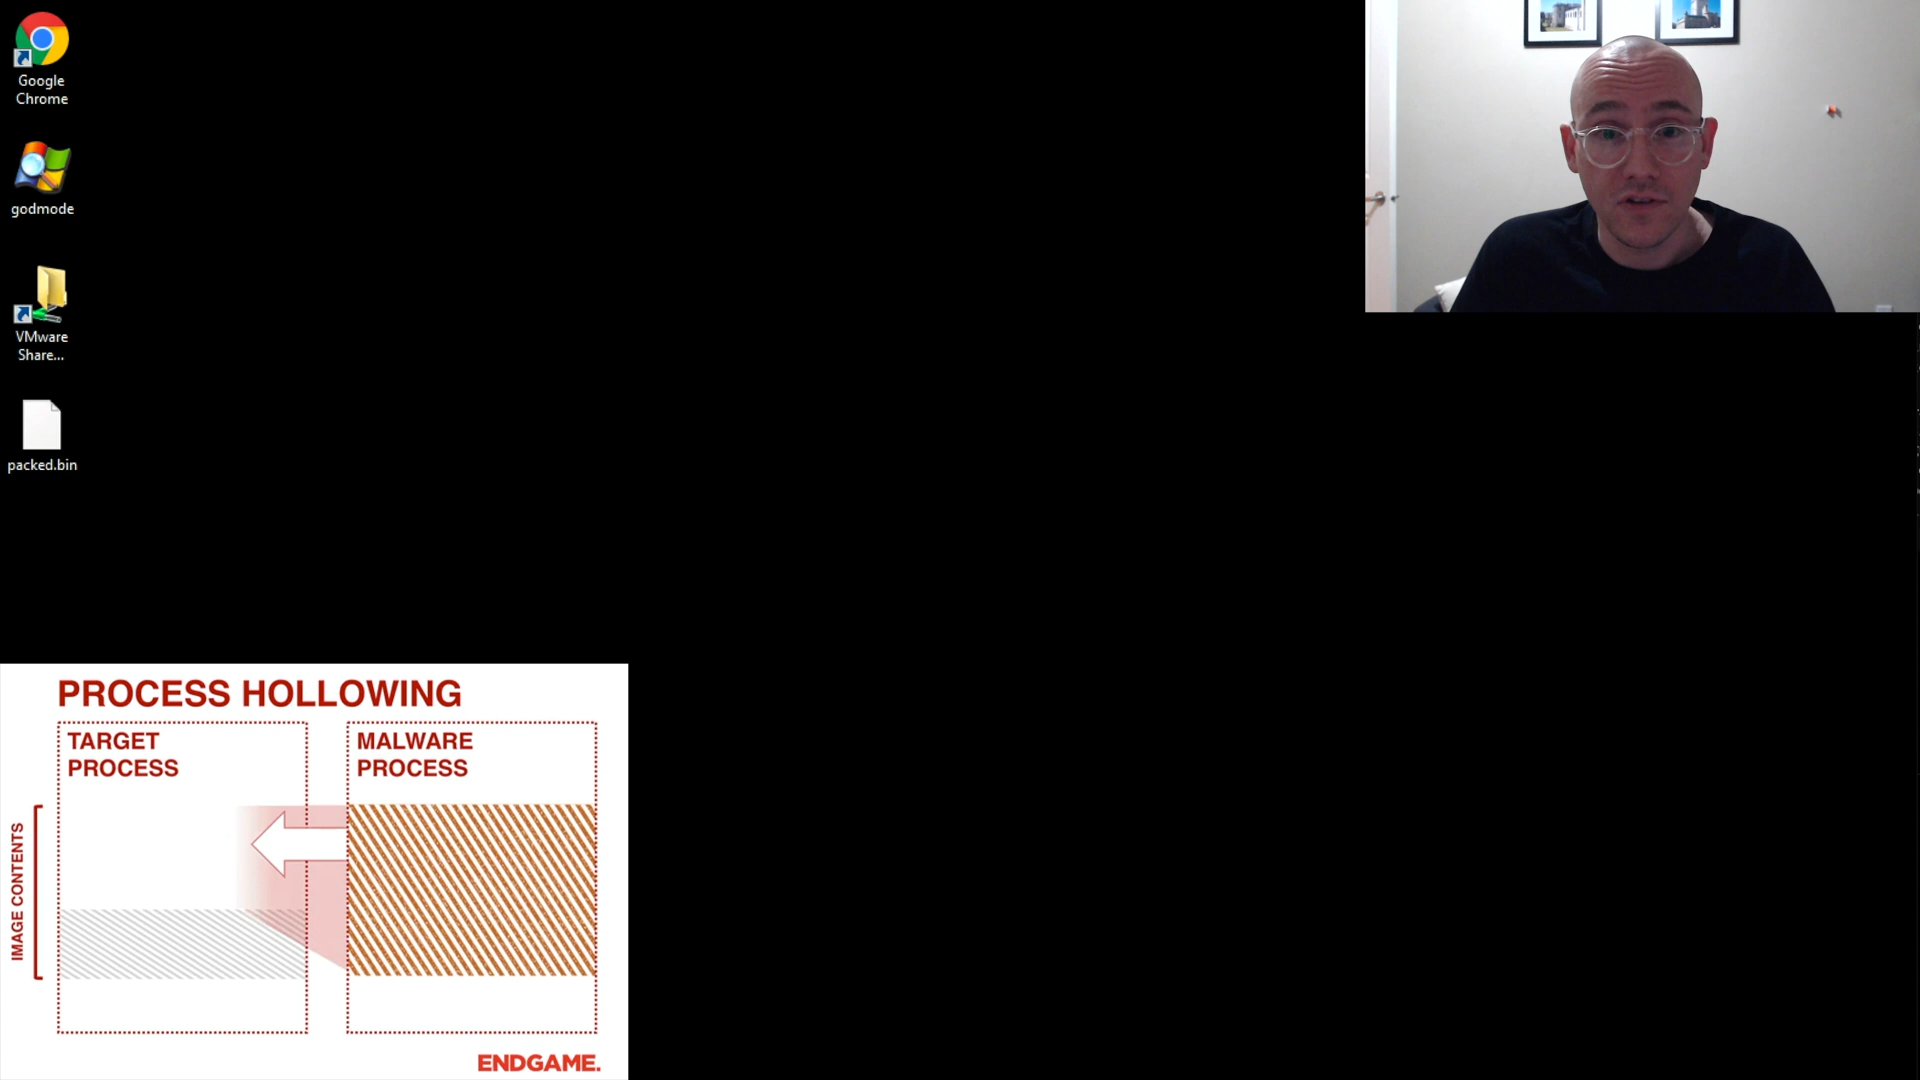 Google
Chrome
godmode
VMware
Share...
packed.bin
PROCESS HOLLOWING
TARGET
PROCESS
MALWARE
PROCESS
IMAGE CONTENTS
ENDGAME.